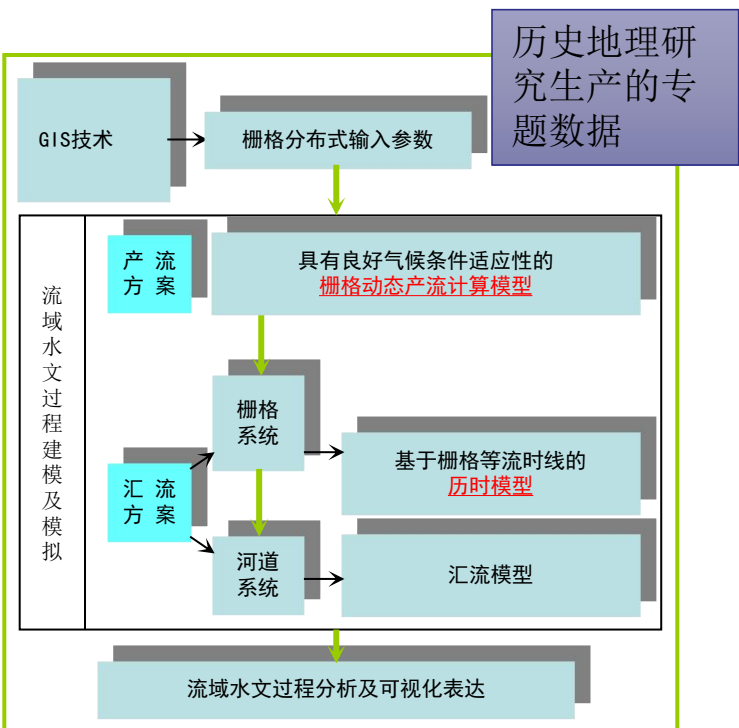 历史地理研
究生产的专
题数据
GIS技术
栅格分布式输入参数
流域水文过程建模及模拟
产 流
方 案
具有良好气候条件适应性的
栅格动态产流计算模型
栅格
系统
基于栅格等流时线的
历时模型
汇 流
方 案
河道
系统
汇流模型
流域水文过程分析及可视化表达